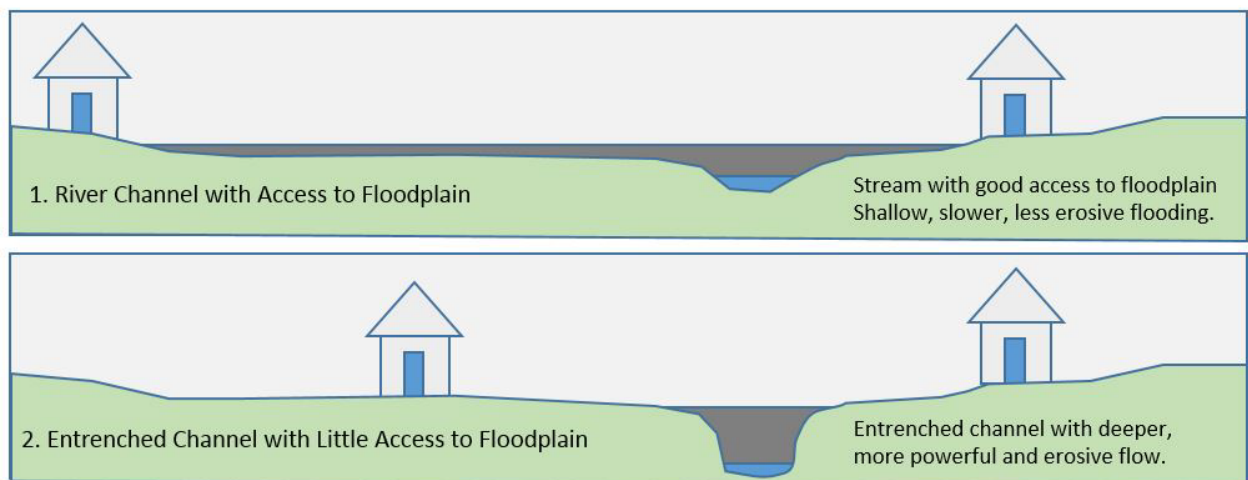 1. River Channel with Access to Floodplain
Stream with good access to floodplain
Shallow, slower, less erosive flooding.
2. Entrenched Channel with Little Access to Floodplain
Entrenched channel with deeper,
more powerful and erosive flow.